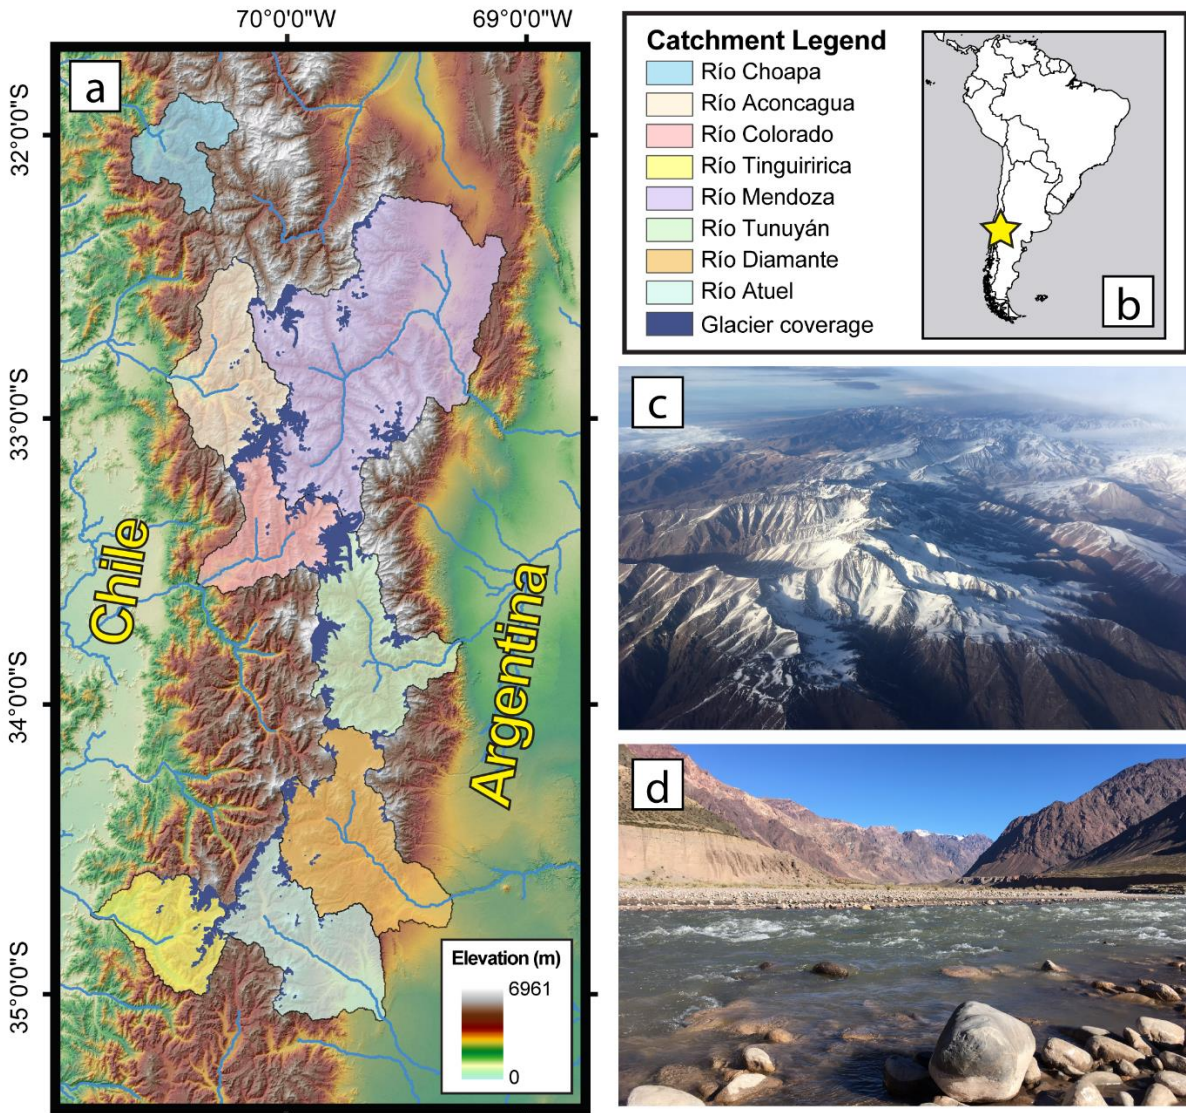 70°0'0"W
69°0'0"W
a
32°0'0"S
33°0'0"S
34°0'0"S
35°0'0"S
Chile
Argentina
Elevation (m)
6961
0
Catchment Legend
Río Choapa
Río Aconcagua
Río Colorado
Río Tinguiririca
Río Mendoza
Río Tunuyán
Río Diamante
Río Atuel
Glacier coverage
b
c
d